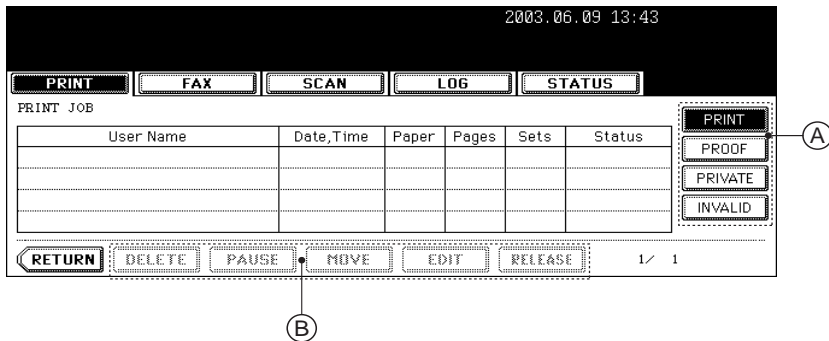 2003.06.09 13:43
PRINT FAX SCAN LOG STATUS
PRINT JOB
User Name Date,Time Paper Pages Sets Status
PRINT
PROOF
PRIVATE
INVALID
A
RETURN DELETE PAUSE MOVE EDIT RELEASE 1/ 1
B